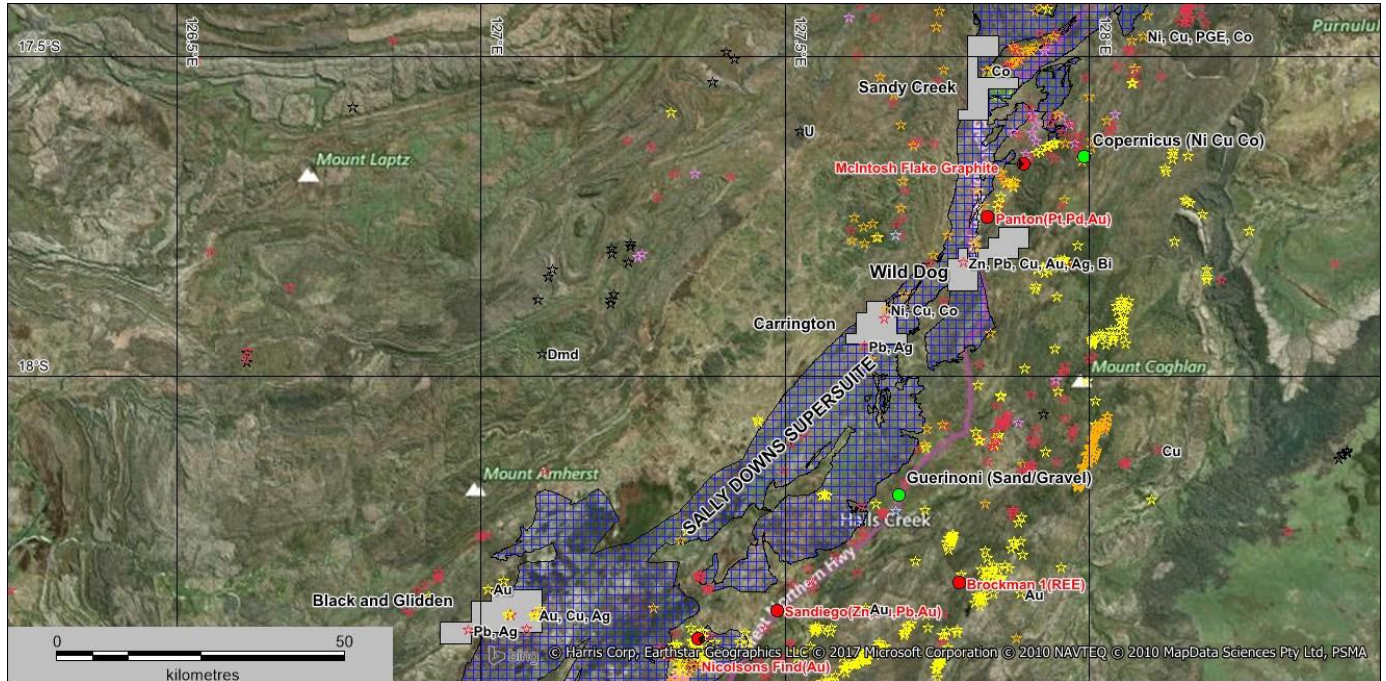 126.5°E
127°E
127.5°E
128°E
Purnulul
17.5°S
Ni, Cu, PGE, Co
Co
Sandy Creek
U
Copernicus (Ni Cu Co)
Mount Laptz
McIntosh Flake Graphite
Panton(Pt,Pd,Au)
Zn, Pb, Cu, Au, Ag, Bi
Wild Dog
Ni, Cu, Co
Carrington
Pb, Ag
Dmd
18°S
Mount Coghlan
SALLY DOWNS SUPERSUITE
Cu
Mount Amherst
Guerinoni (Sand/Gravel)
Halls Creek
Northern Hwy
Brockman 1(REE)
Au
Au
Black and Glidden
Au, Cu, Ag
Sandiego(Zn,Cu,Pb,Au)
Au
Pb, Ag
0 50
kilometres
bing
© Harris Corp, Earthstar Geographics LLC © 2017 Microsoft Corporation © 2010 NAVTEQ © 2010 MapData Sciences Pty Ltd, PSMA
Nicolsons Find(Au)